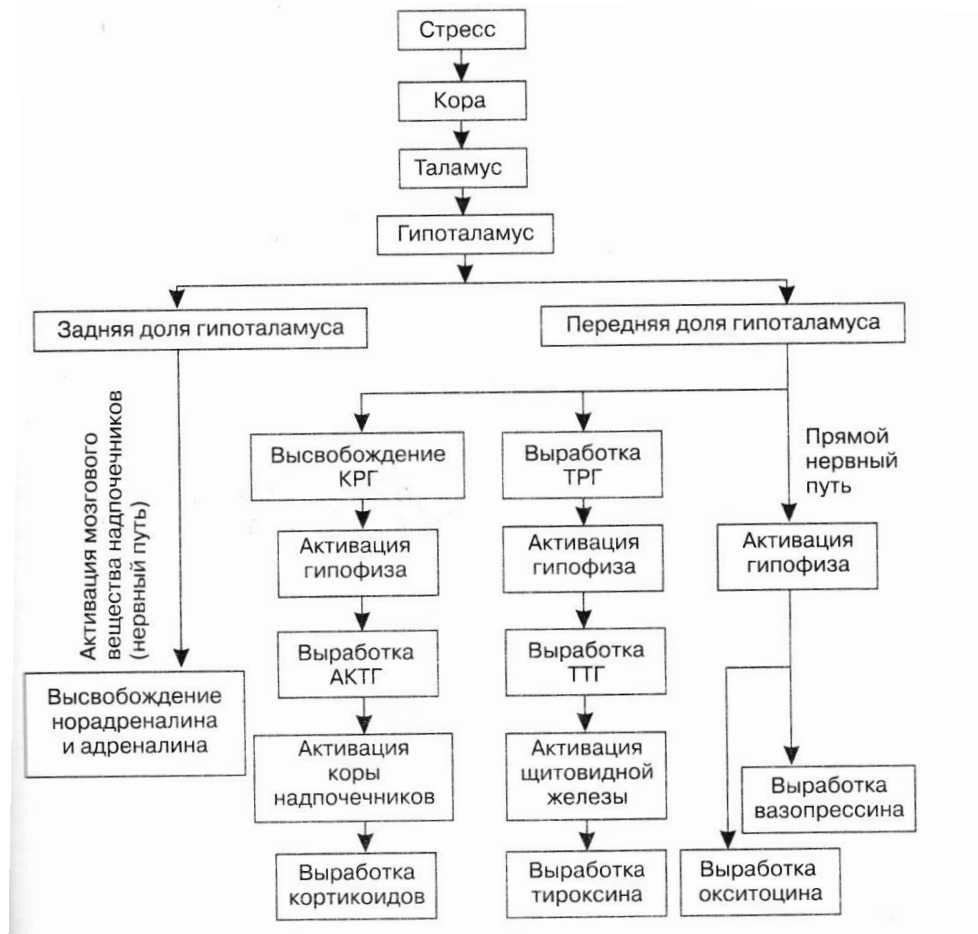 Стресс
Кора
Таламус
Гипоталамус
Задняя доля гипоталамуса
Передняя доля гипоталамуса
Активация мозгового
вещества надпочечников
(нервный путь)
Высвобождение
норадреналина
и адреналина
Высвобождение
КРГ
Активация
гипофиза
Выработка
АКТГ
Активация
коры
надпочечников
Выработка
кортикоидов
Выработка
ТРГ
Активация
гипофиза
Выработка
ТТГ
Активация
щитовидной
железы
Выработка
тироксина
Прямой
нервный
путь
Активация
гипофиза
Выработка
вазопрессина
Выработка
окситоцина